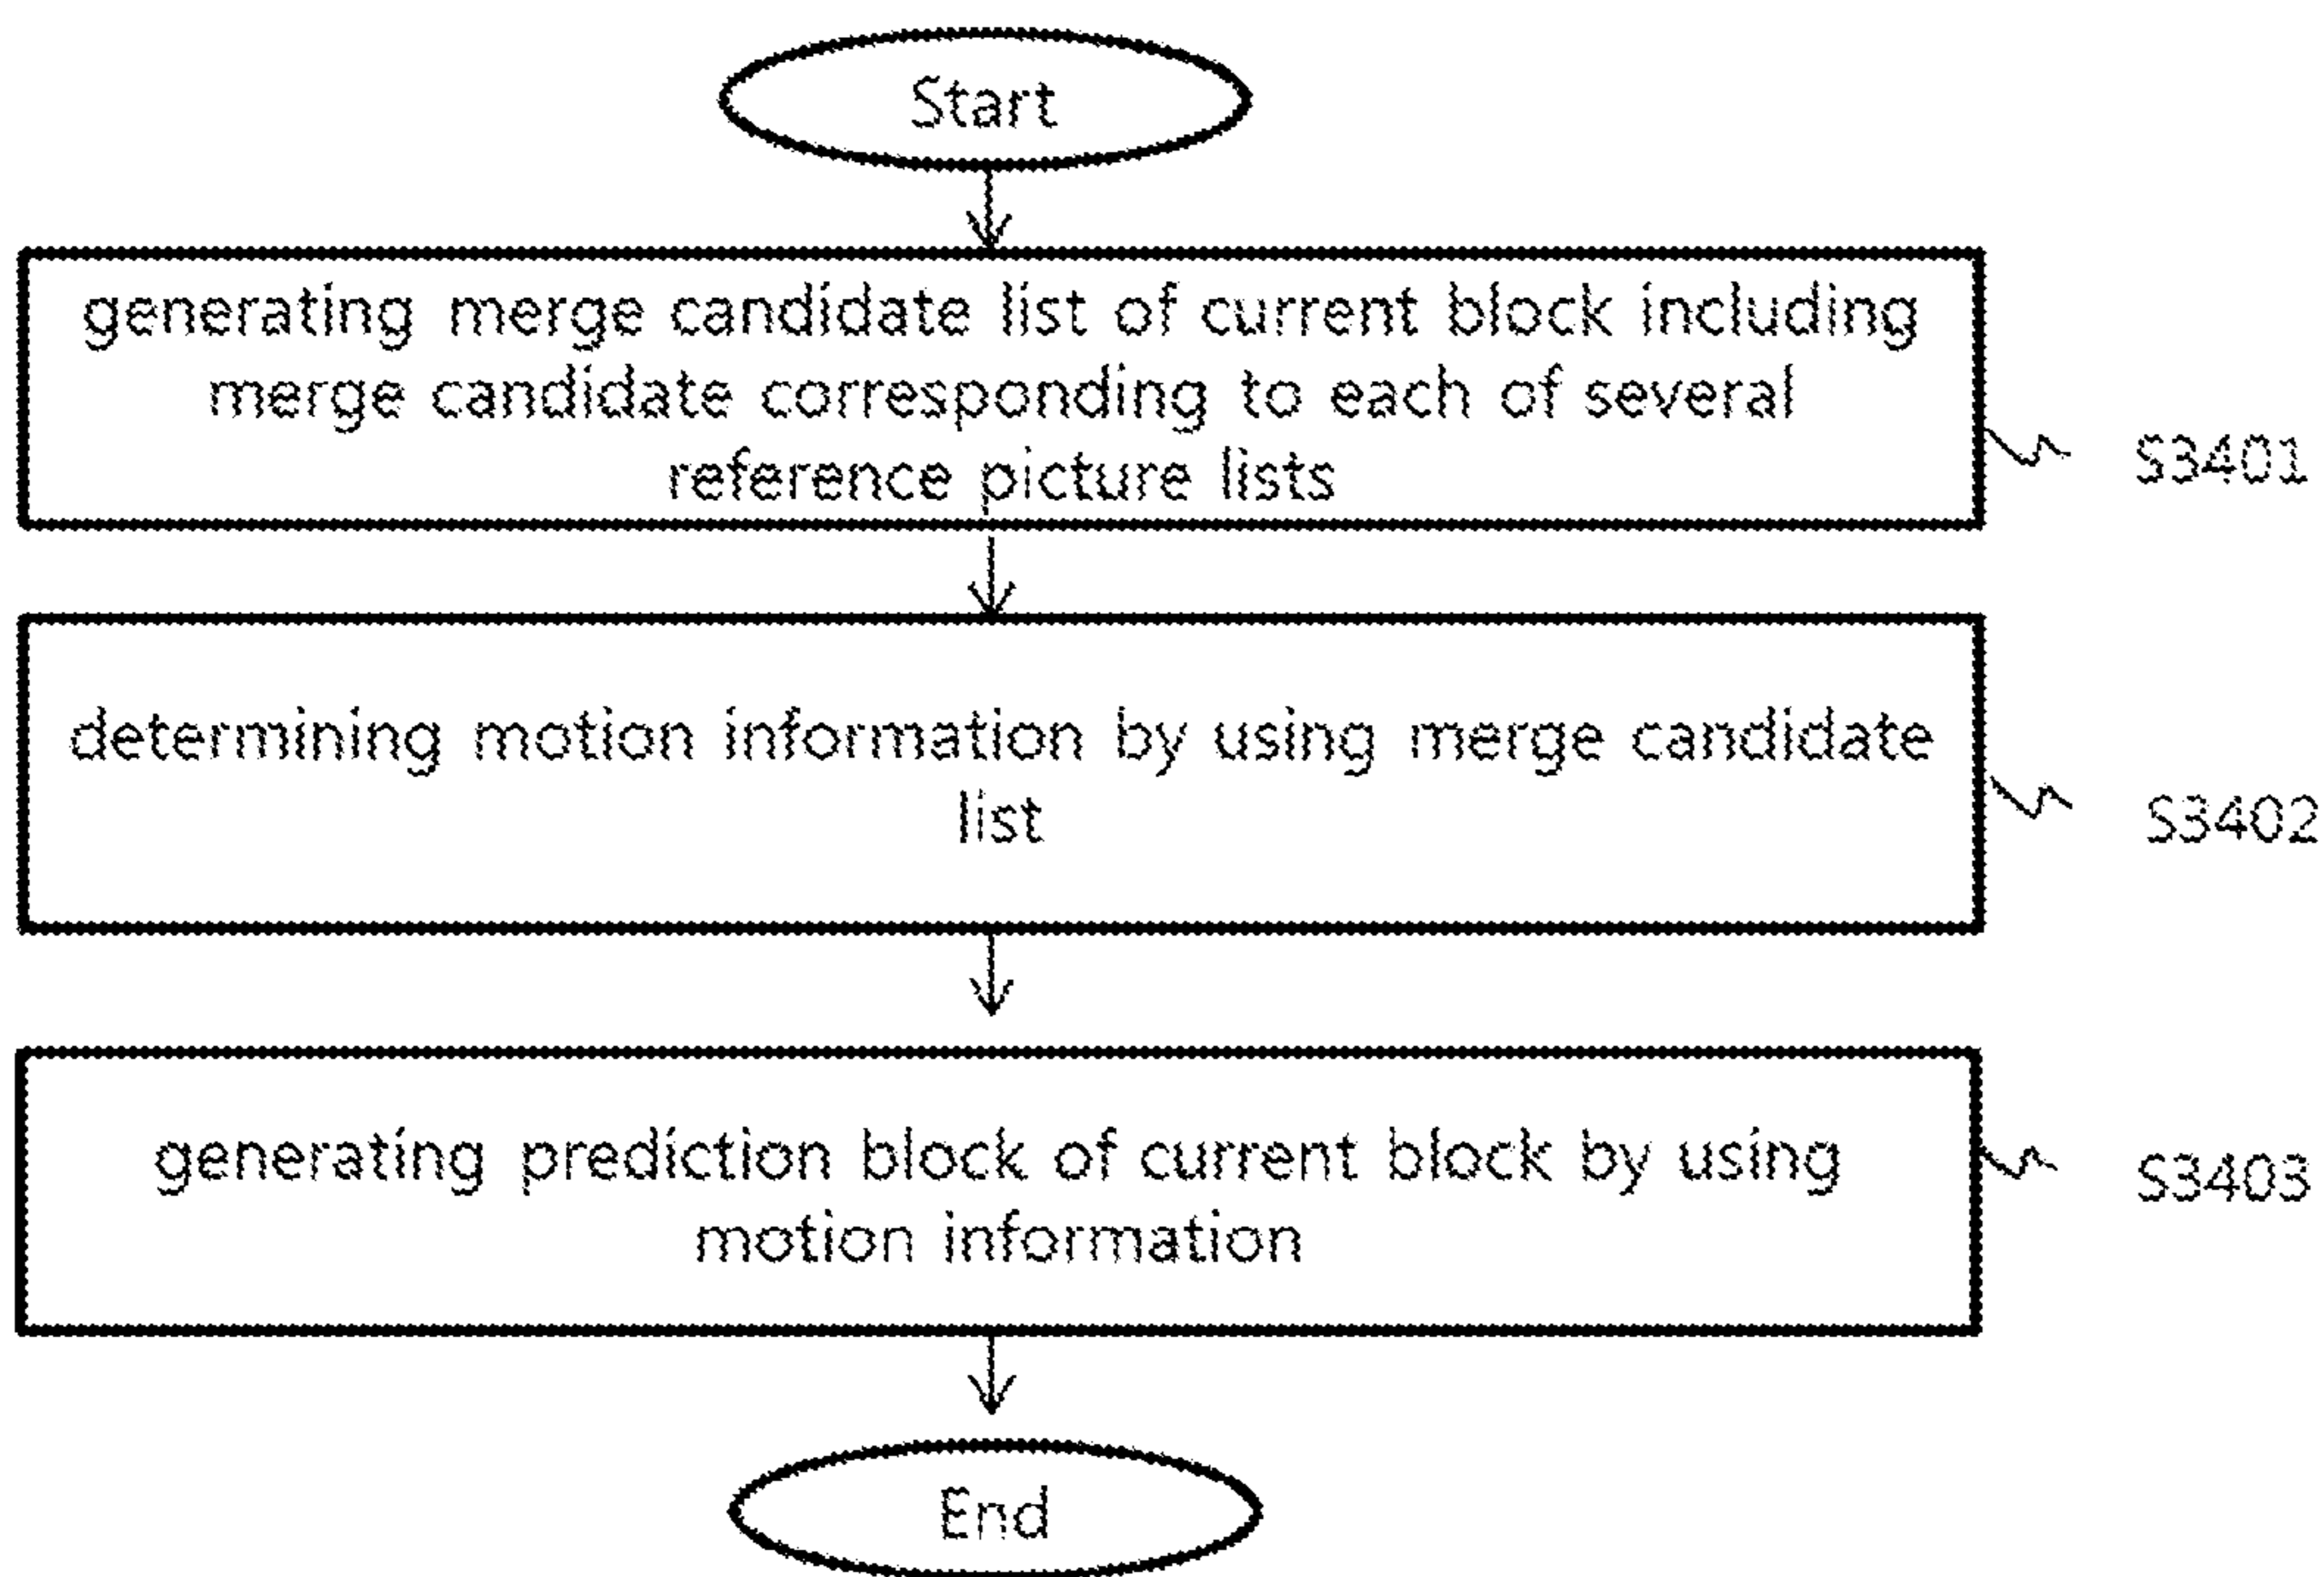 Start
generating merge candidate list of current block including
merge candidate corresponding to each of several
reference picture lists
S3401
determining motion information by using merge candidate
list
S3402
generating prediction block of current block by using
motion information
S3403
End